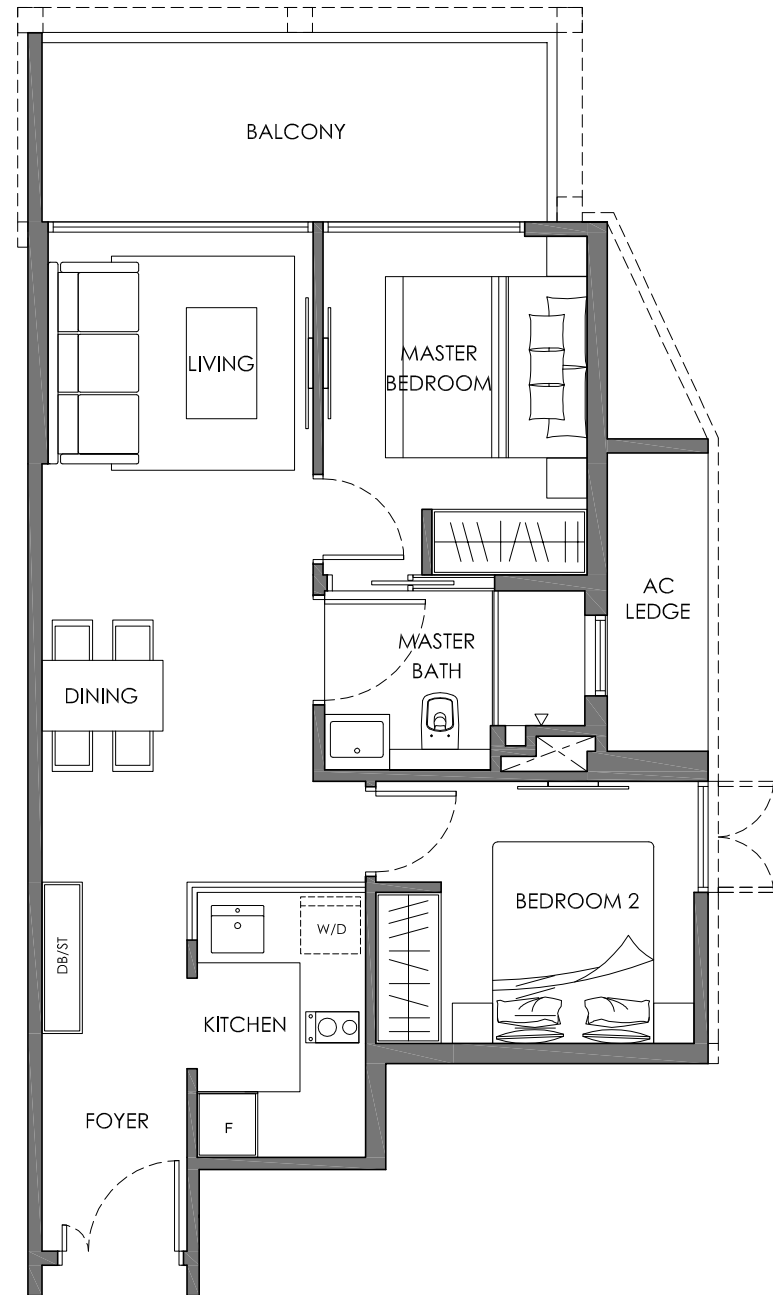 BALCONY
LIVING
MASTER
BEDROOM
AC
LEDGE
MASTER
BATH
DINING
BEDROOM 2
W/D
DB/ST
KITCHEN
FOYER
F